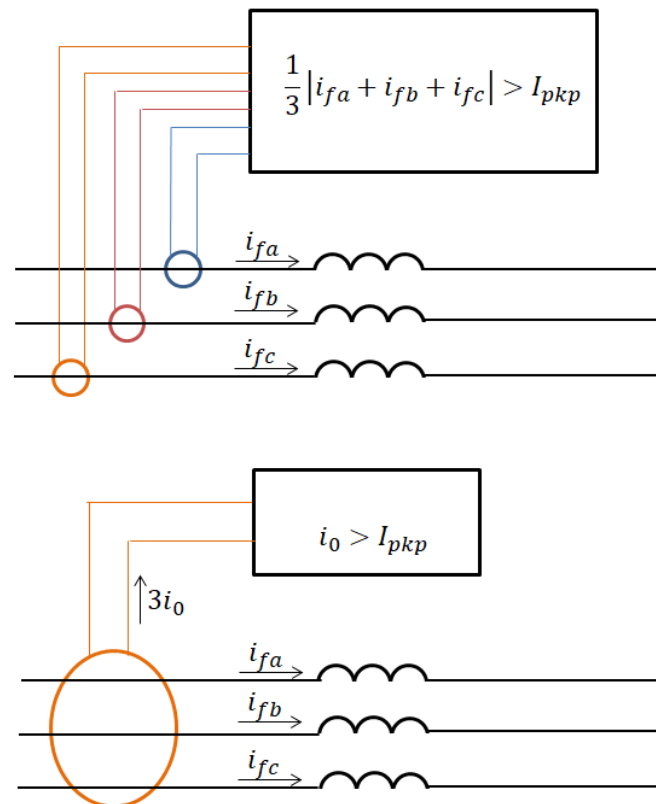 1/3 |i_fa + i_fb + i_fc| > I_pkp
i_fa
i_fb
i_fc
i_0 > I_pkp
3i_0
i_fa
i_fb
i_fc